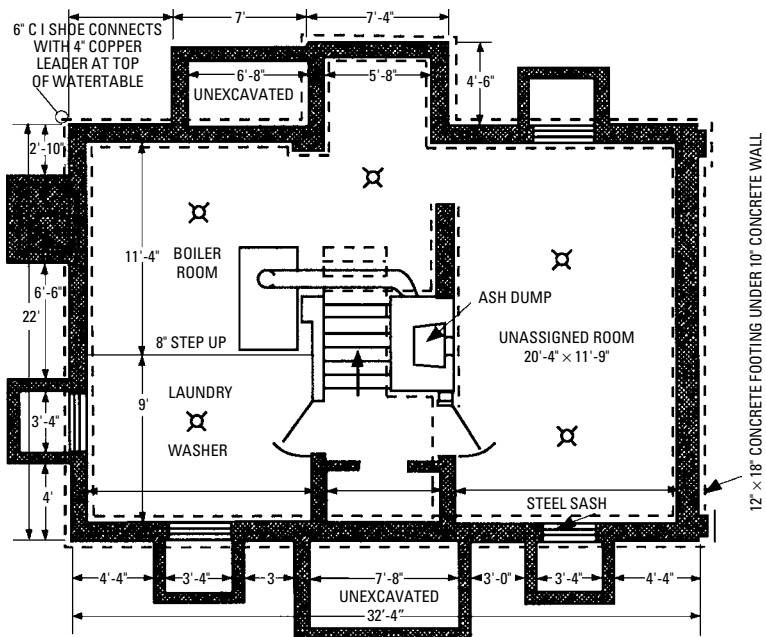 7'
7'-4"
6" C I SHOE CONNECTS
WITH 4" COPPER
LEADER AT TOP
OF WATERTABLE
6'-8"
5'-8"
4'-6"
UNEXCAVATED
2'-10"
11'-4"
BOILER
ROOM
6'-6"
22'
ASH DUMP
8" STEP UP
UNASSIGNED ROOM
20'-4" × 11'-9"
LAUNDRY
9'
3'-4"
WASHER
4'
STEEL SASH
12" × 18" CONCRETE FOOTING UNDER 10" CONCRETE WALL
4'-4"
3'-4"
3
7'-8"
3'-0"
3'-4"
4'-4"
UNEXCAVATED
32'-4"